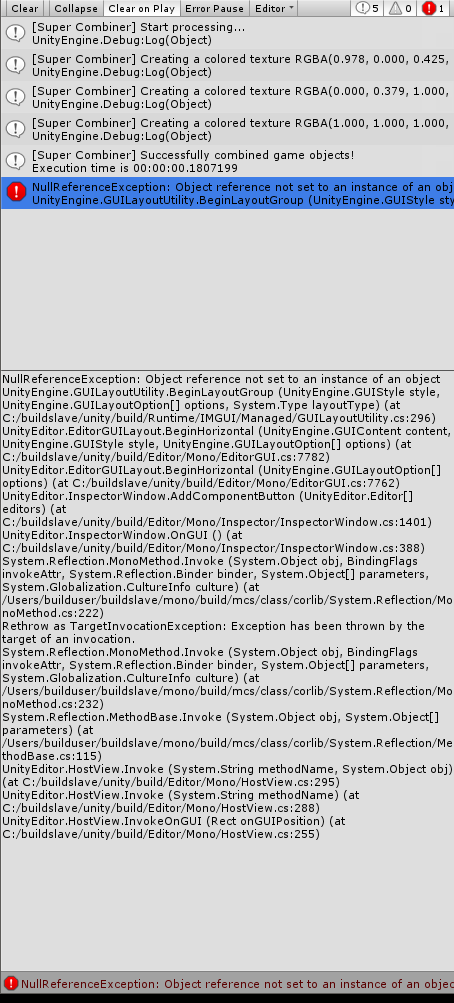 Clear Collapse Clear on Play Error Pause Editor 5 0 1
[Super Combiner] Start processing...
UnityEngine.Debug:Log(Object)
[Super Combiner] Creating a colored texture RGBA(0.978, 0.000, 0.425,
UnityEngine.Debug:Log(Object)
[Super Combiner] Creating a colored texture RGBA(0.000, 0.379, 1.000,
UnityEngine.Debug:Log(Object)
[Super Combiner] Creating a colored texture RGBA(1.000, 1.000, 1.000,
UnityEngine.Debug:Log(Object)
[Super Combiner] Successfully combined game objects!
Execution time is 00:00:00.1807199
NullReferenceException: Object reference not set to an instance of an obj
UnityEngine.GUILayoutUtility.BeginLayoutGroup (UnityEngine.GUIStyle sty
NullReferenceException: Object reference not set to an instance of an object
UnityEngine.GUILayoutUtility.BeginLayoutGroup (UnityEngine.GUIStyle style,
UnityEngine.GUILayoutOption[] options, System.Type layoutType) (at
C:/buildslave/unity/build/Runtime/IMGUI/Managed/GUILayoutUtility.cs:296)
UnityEditor.EditorGUILayout.BeginHorizontal (UnityEngine.GUIContent content,
UnityEngine.GUIStyle style, UnityEngine.GUILayoutOption[] options) (at
C:/buildslave/unity/build/Editor/Mono/EditorGUI.cs:7782)
UnityEditor.EditorGUILayout.BeginHorizontal (UnityEngine.GUILayoutOption[]
options) (at C:/buildslave/unity/build/Editor/Mono/EditorGUI.cs:7762)
UnityEditor.InspectorWindow.AddComponentButton (UnityEditor.Editor[]
editors) (at
C:/buildslave/unity/build/Editor/Mono/Inspector/InspectorWindow.cs:1401)
UnityEditor.InspectorWindow.OnGUI () (at
C:/buildslave/unity/build/Editor/Mono/Inspector/InspectorWindow.cs:388)
System.Reflection.MonoMethod.Invoke (System.Object obj, BindingFlags
invokeAttr, System.Reflection.Binder binder, System.Object[] parameters,
System.Globalization.CultureInfo culture) (at
/Users/builduser/buildslave/mono/build/mcs/class/corlib/System.Reflection/Mo
noMethod.cs:222)
Rethrow as TargetInvocationException: Exception has been thrown by the
target of an invocation.
System.Reflection.MonoMethod.Invoke (System.Object obj, BindingFlags
invokeAttr, System.Reflection.Binder binder, System.Object[] parameters,
System.Globalization.CultureInfo culture) (at
/Users/builduser/buildslave/mono/build/mcs/class/corlib/System.Reflection/Mo
noMethod.cs:232)
System.Reflection.MethodBase.Invoke (System.Object obj, System.Object[]
parameters) (at
/Users/builduser/buildslave/mono/build/mcs/class/corlib/System.Reflection/Me
thodBase.cs:115)
UnityEditor.HostView.Invoke (System.String methodName, System.Object obj)
(at C:/buildslave/unity/build/Editor/Mono/HostView.cs:295)
UnityEditor.HostView.Invoke (System.String methodName) (at
C:/buildslave/unity/build/Editor/Mono/HostView.cs:288)
UnityEditor.HostView.InvokeOnGUI (Rect onGUIPosition) (at
C:/buildslave/unity/build/Editor/Mono/HostView.cs:255)
NullReferenceException: Object reference not set to an instance of an objec